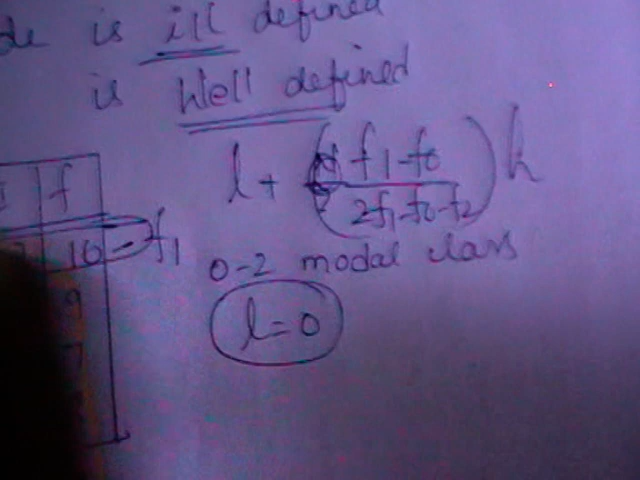 is ill defined
is Well defined
l + (f1-f0 / 2f1-f0-f2) h
f
10 - f1
0-2 modal class
9
l=0
7